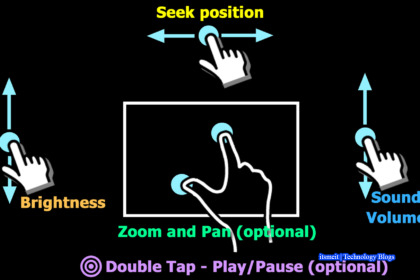 Seek position
Brightness
Sound
Volume
Zoom and Pan (optional)
itsmeit | Technology Blogs
Double Tap - Play/Pause (optional)